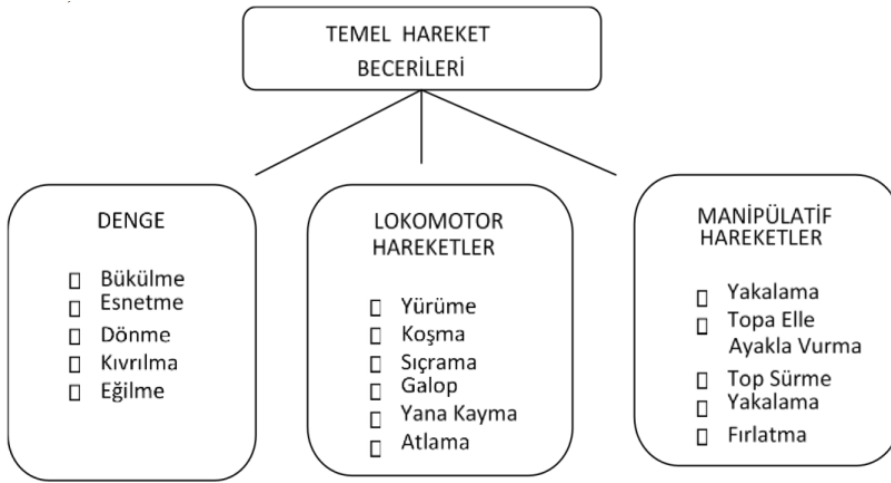 TEMEL HAREKET
BECERİLERİ
DENGE
Bükülme
Esnetme
Dönme
Kıvrılma
Eğilme
LOKOMOTOR
HAREKETLER
Yürüme
Koşma
Sıçrama
Galop
Yana Kayma
Atlama
MANİPÜLATİF
HAREKETLER
Yakalama
Topa Elle
Ayakla Vurma
Top Sürme
Yakalama
Fırlatma